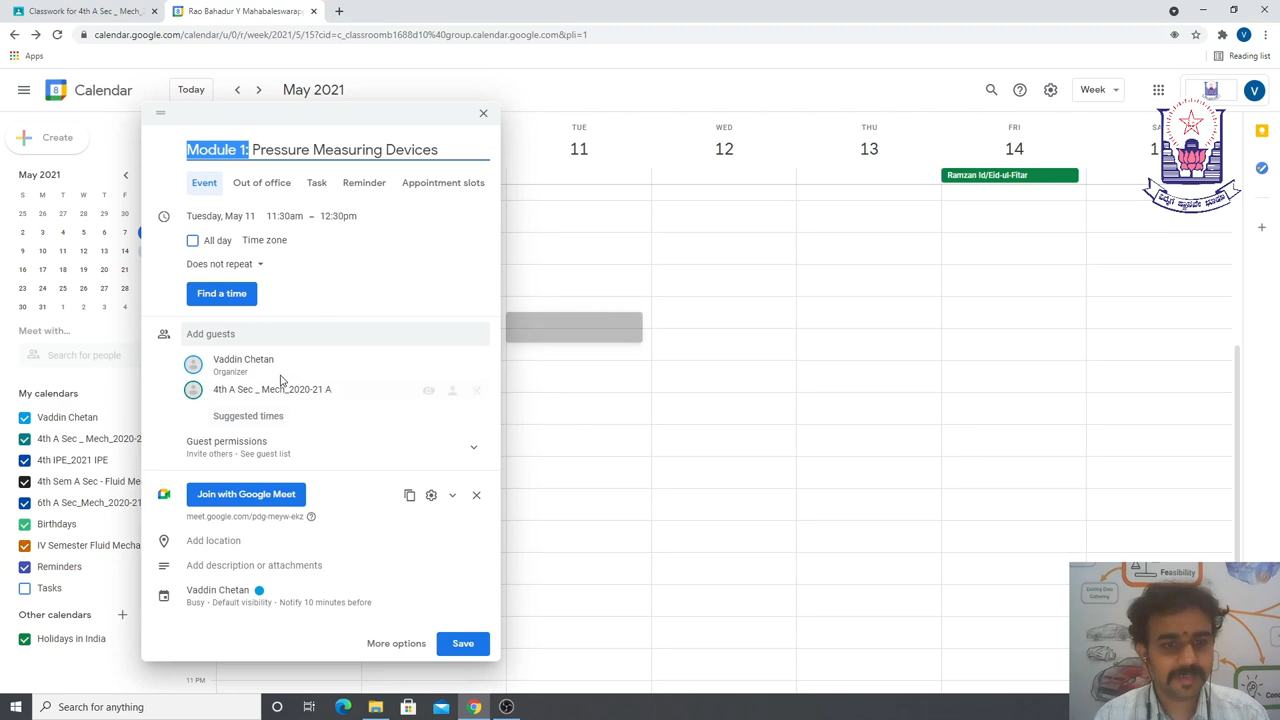 Classwork for 4th A Sec _ Mech_2
Rao Bahadur Y Mahabaleswarap
calendar.google.com/calendar/u/0/r/week/2021/5/15?cid=c_classroomb1688d10%40group.calendar.google.com&pli=1
V
Apps
Reading list
Calendar
Today
May 2021
Week
V
Create
May 2021
S M T W T F S
25 26 27 28 29 30
2 3 4 5 6 7
9 10 11 12 13 14
16 17 18 19 20 21
23 24 25 26 27 28
30 31 1 2 3 4
Meet with...
Search for people
My calendars
Vaddin Chetan
4th A Sec _ Mech_2020-2
4th IPE_2021 IPE
4th Sem A Sec - Fluid Me
6th A Sec_Mech_2020-21
Birthdays
IV Semester Fluid Mecha
Reminders
Tasks
Other calendars
Holidays in India
Module 1: Pressure Measuring Devices
Event Out of office Task Reminder Appointment slots
Tuesday, May 11 11:30am – 12:30pm
All day Time zone
Does not repeat
Find a time
Add guests
Vaddin Chetan
Organizer
4th A Sec _ Mech_2020-21 A
Suggested times
Guest permissions
Invite others - See guest list
Join with Google Meet
meet.google.com/pdg-meyw-ekz
Add location
Add description or attachments
Vaddin Chetan
Busy - Default visibility - Notify 10 minutes before
More options Save
TUE WED THU FRI
11 12 13 14
Ramzan Id/Eid-ul-Fitar
11 PM
Feasibility
Existing Data
Gathering
Search for anything